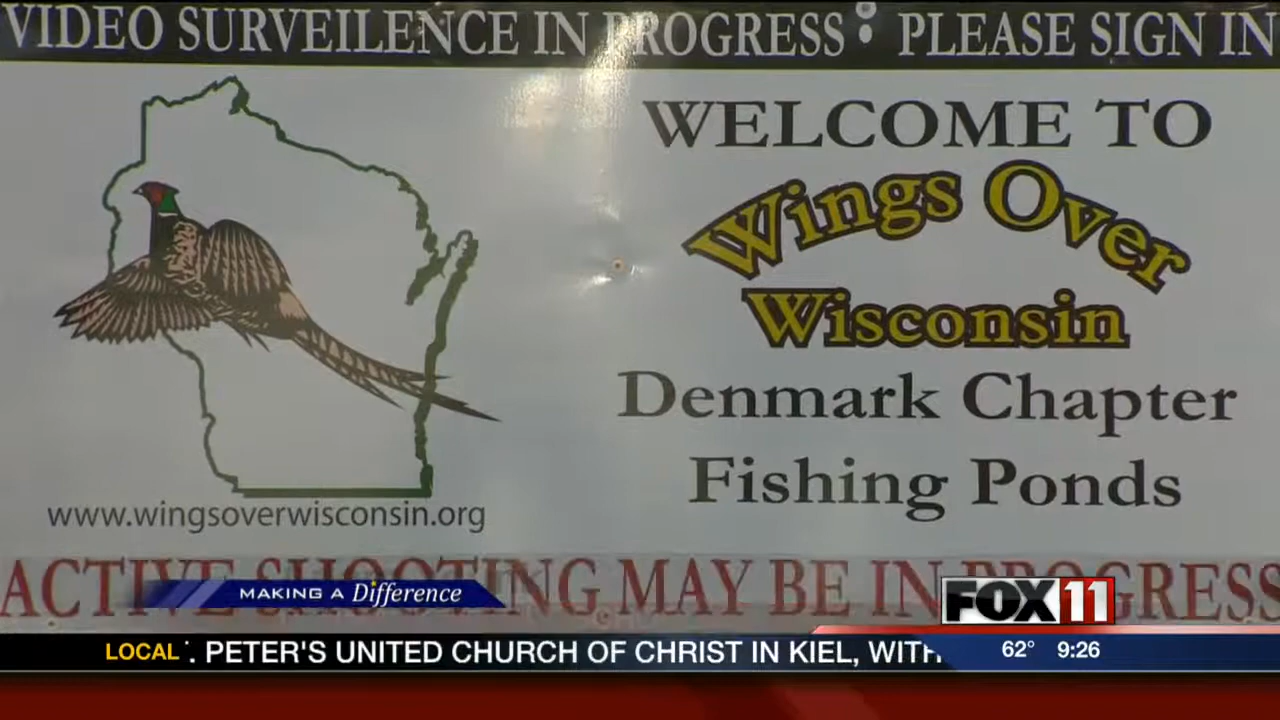 VIDEO SURVEILENCE IN PROGRESS PLEASE SIGN IN
WELCOME TO
Wings Over
Wisconsin
Denmark Chapter
Fishing Ponds
www.wingsoverwisconsin.org
ACTIVE SHOOTING MAY BE IN PROGRESS
MAKING A Difference
FOX 11
LOCAL . PETER'S UNITED CHURCH OF CHRIST IN KIEL, WITH 62° 9:26